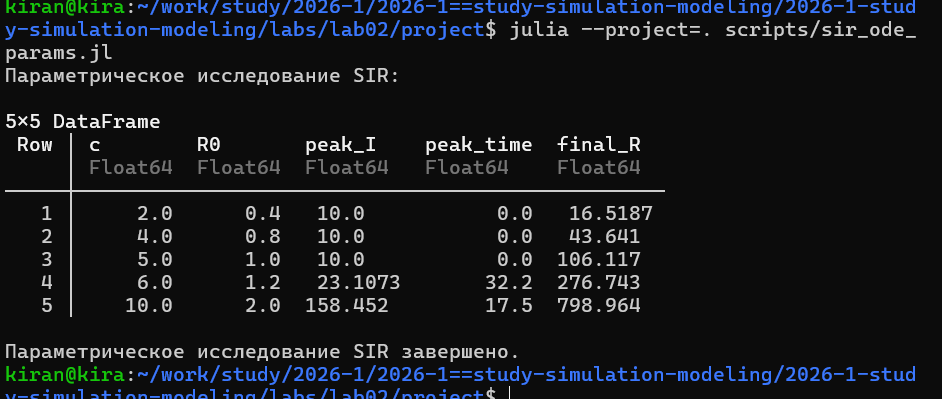 kiran@kira:~/work/study/2026-1/2026-1==study-simulation-modeling/2026-1-stud
y-simulation-modeling/labs/lab02/project$ julia --project=. scripts/sir_ode_
params.jl
Параметрическое исследование SIR:
5×5 DataFrame
Row c R0 peak_I peak_time final_R
Float64 Float64 Float64 Float64 Float64
1 2.0 0.4 10.0 0.0 16.5187
2 4.0 0.8 10.0 0.0 43.641
3 5.0 1.0 10.0 0.0 106.117
4 6.0 1.2 23.1073 32.2 276.743
5 10.0 2.0 158.452 17.5 798.964
Параметрическое исследование SIR завершено.
kiran@kira:~/work/study/2026-1/2026-1==study-simulation-modeling/2026-1-stud
y-simulation-modeling/labs/lab02/project$